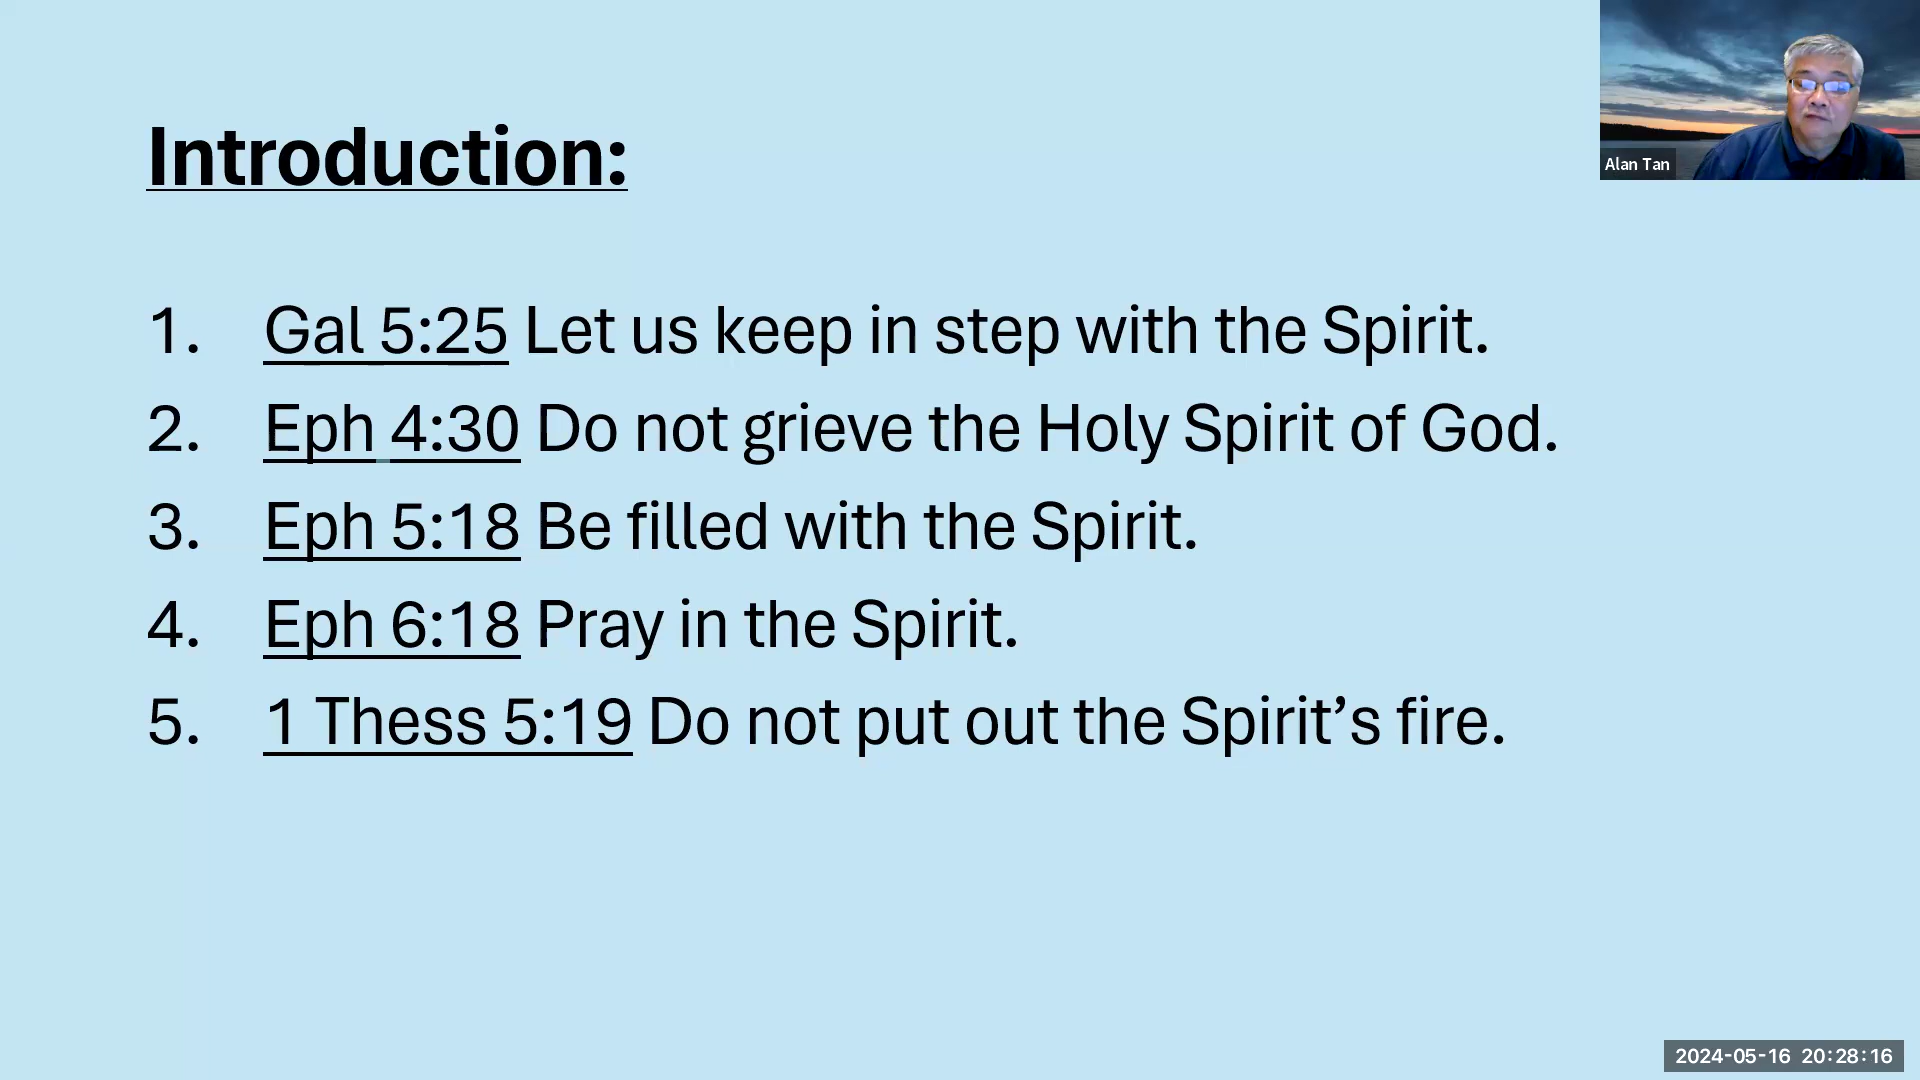 Introduction:
Alan Tan
1. Gal 5:25 Let us keep in step with the Spirit.
2. Eph 4:30 Do not grieve the Holy Spirit of God.
3. Eph 5:18 Be filled with the Spirit.
4. Eph 6:18 Pray in the Spirit.
5. 1 Thess 5:19 Do not put out the Spirit’s fire.
2024-05-16 20:28:16